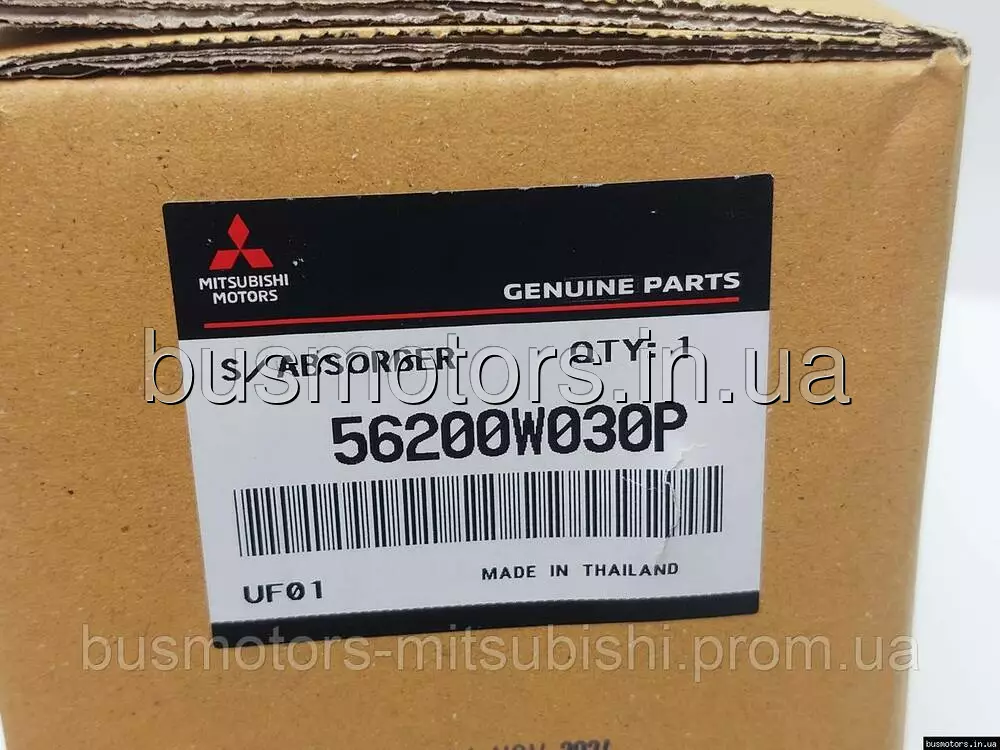 MITSUBISHI
MOTORS
GENUINE PARTS
S/ABSORBER QTY: 1
busmotors.in.ua
56200W030P
UF01
MADE IN THAILAND
busmotors-mitsubishi.prom.ua
busmotors.in.ua